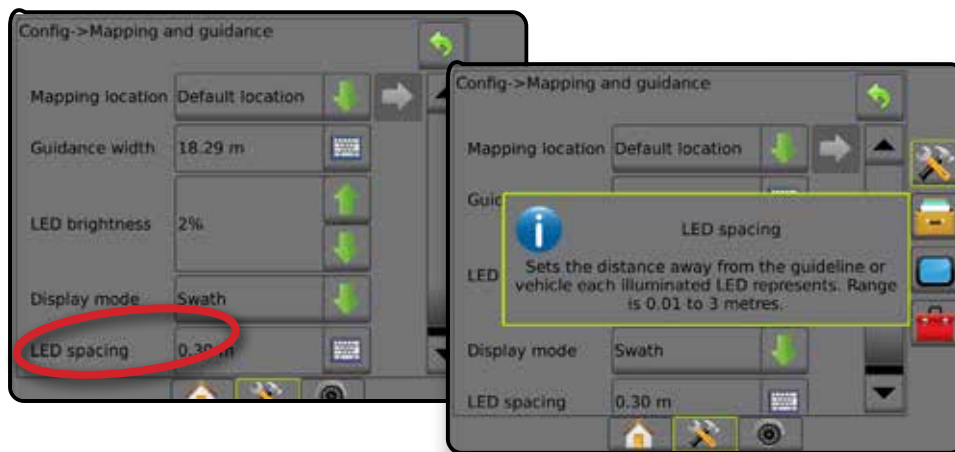 Config->Mapping and guidance
Mapping location Default location
Guidance width 18.29 m
LED brightness 2%
Display mode Swath
LED spacing 0.30 m
Config->Mapping and guidance
Mapping location Default location
LED spacing
Sets the distance away from the guideline or
vehicle each illuminated LED represents. Range
is 0.01 to 3 metres.
LED
Display mode Swath
LED spacing 0.30 m